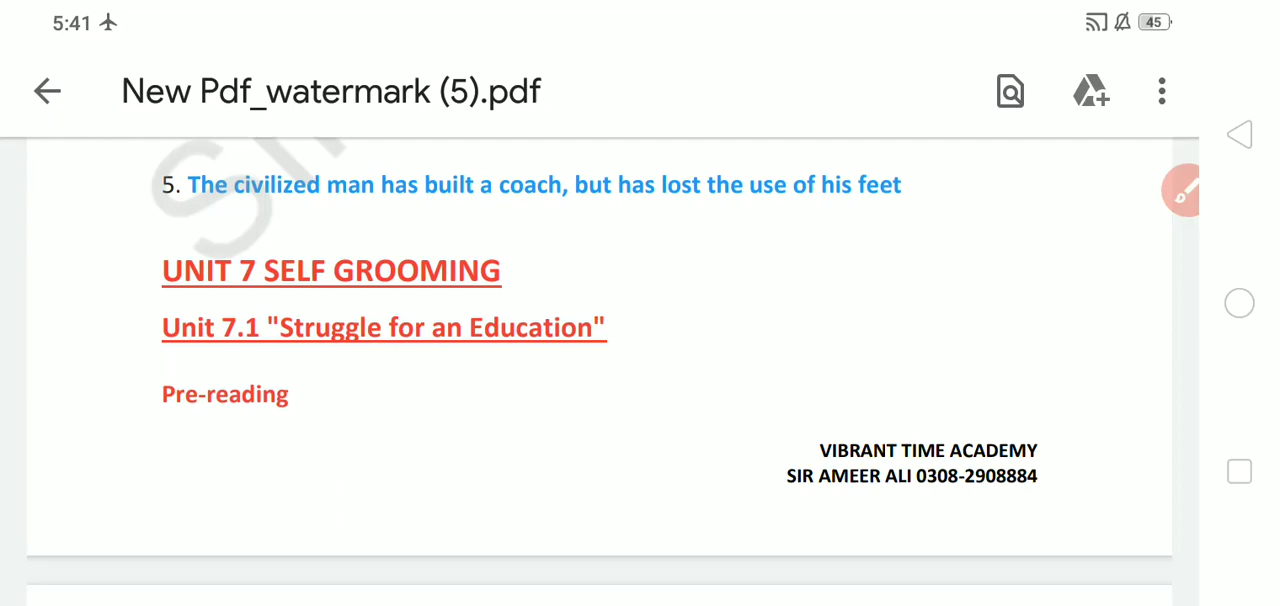 5:41
45
New Pdf_watermark (5).pdf
5. The civilized man has built a coach, but has lost the use of his feet
UNIT 7 SELF GROOMING
Unit 7.1 "Struggle for an Education"
Pre-reading
VIBRANT TIME ACADEMY
SIR AMEER ALI 0308-2908884